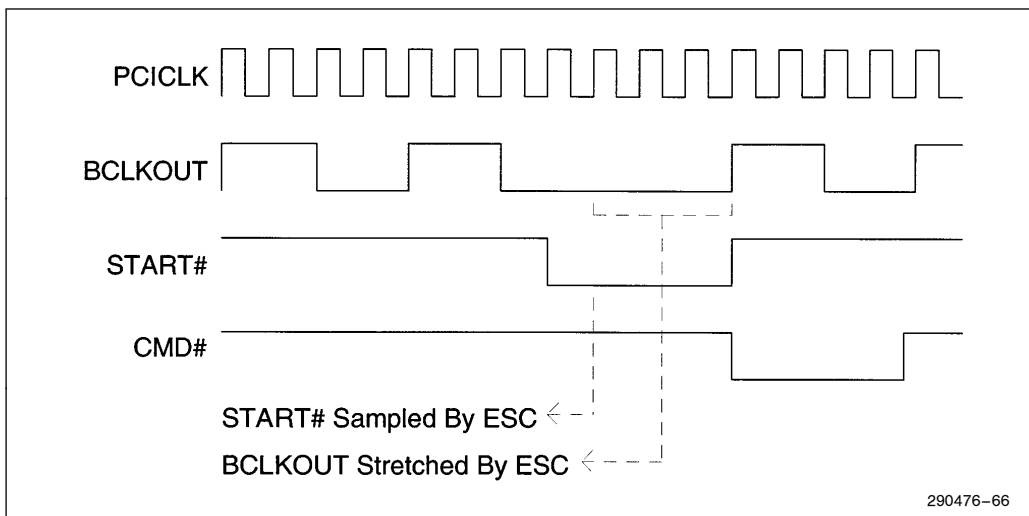 PCICLK
BCLKOUT
START#
CMD#
START# Sampled By ESC
BCLKOUT Stretched By ESC
290476–66